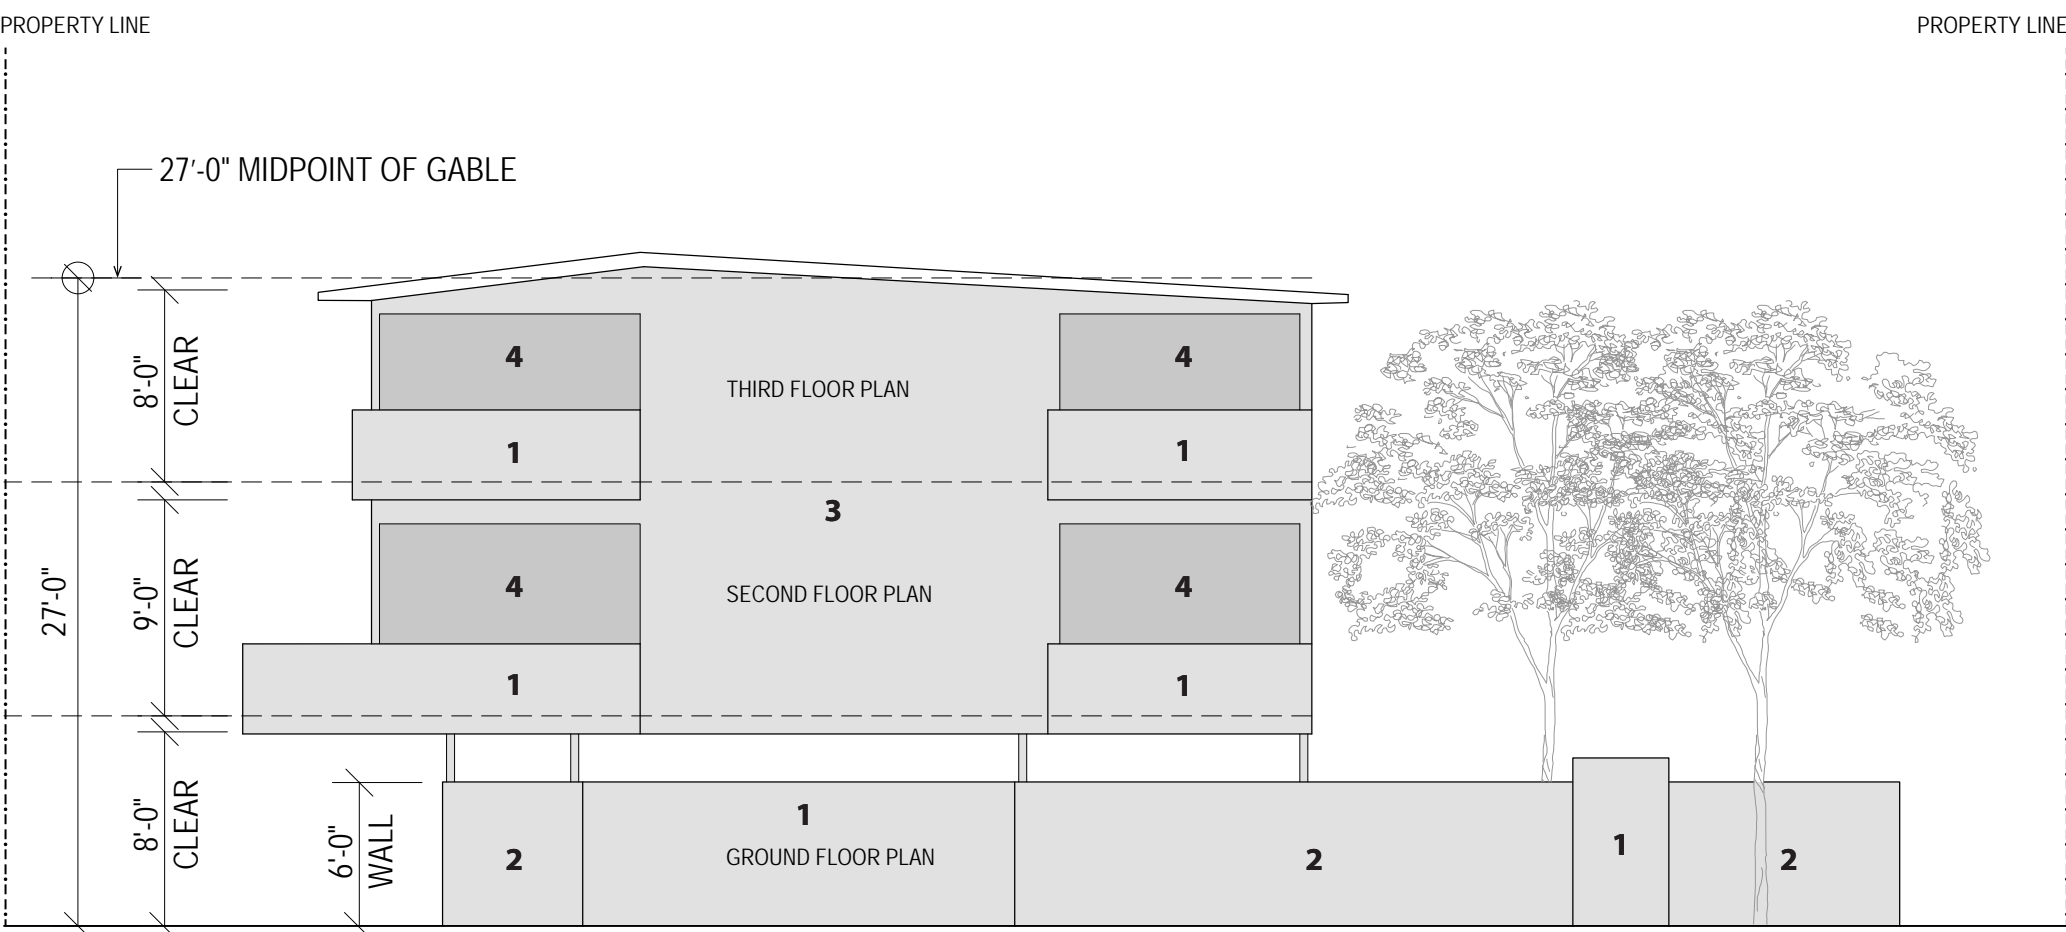 PROPERTY LINE
PROPERTY LINE
27'-0" MIDPOINT OF GABLE
8'-0"
CLEAR
4
4
THIRD FLOOR PLAN
1
1
3
27'-0"
9'-0"
CLEAR
4
SECOND FLOOR PLAN
4
1
1
8'-0"
CLEAR
6'-0"
WALL
1
GROUND FLOOR PLAN
2
2
1
2